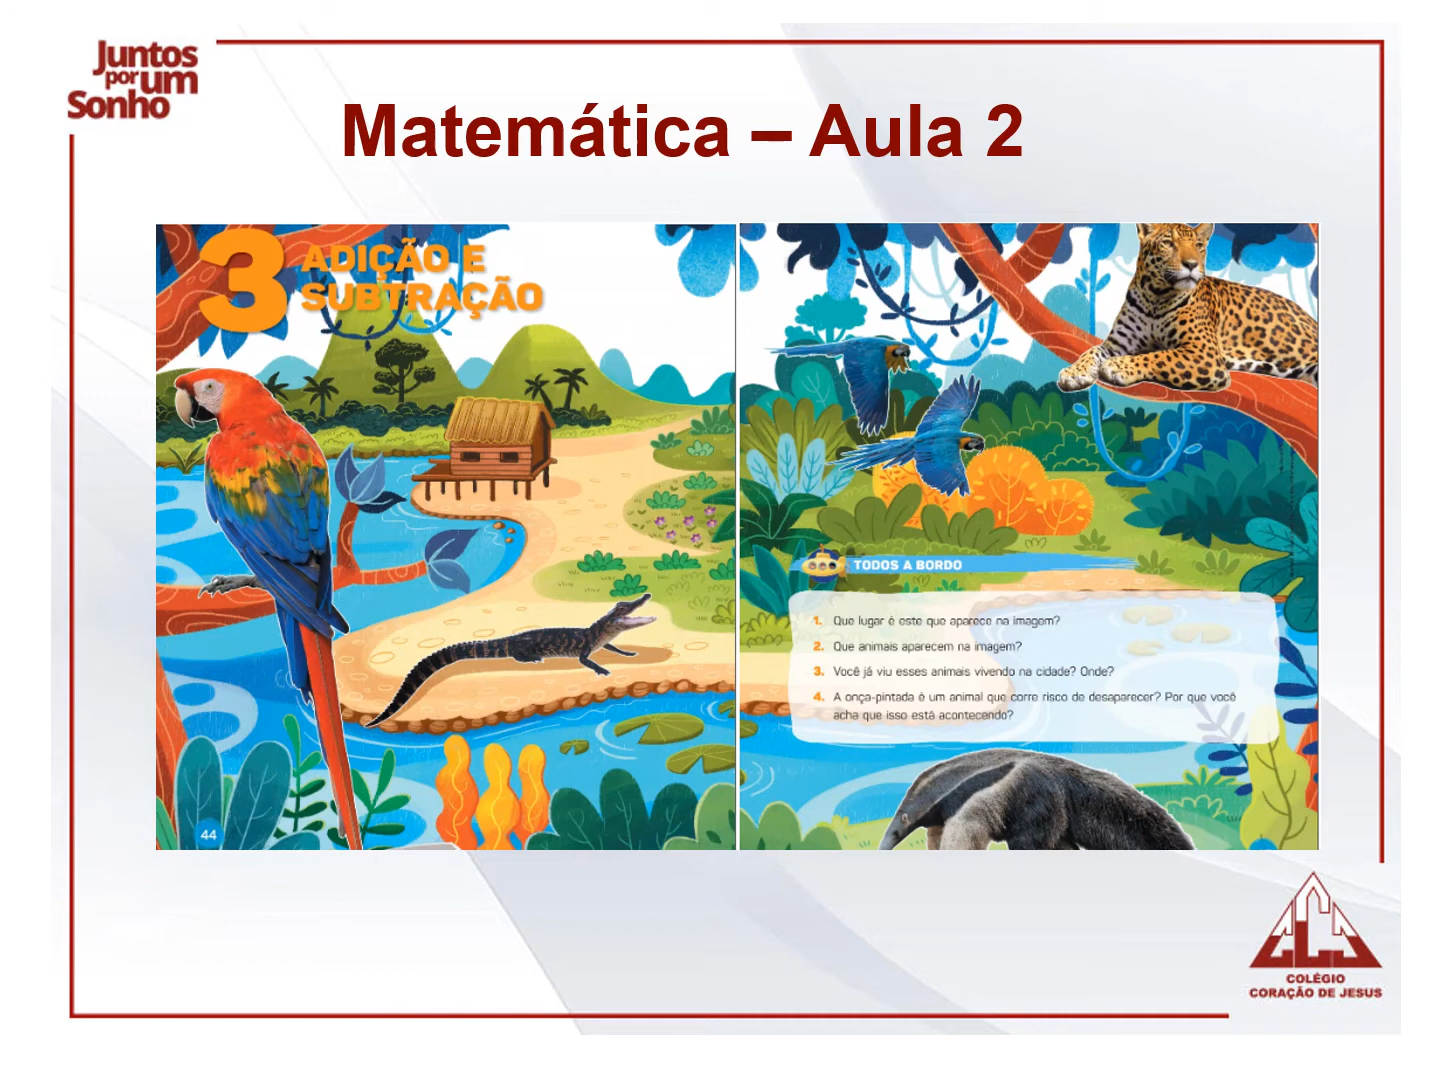 Juntos
por um
Sonho
Matemática – Aula 2
3 ADIÇÃO E
SUBTRAÇÃO
TODOS A BORDO
1. Que lugar é este que aparece na imagem?
2. Que animais aparecem na imagem?
3. Você já viu esses animais vivendo na cidade? Onde?
4. A onça-pintada é um animal que corre risco de desaparecer? Por que você
acha que isso está acontecendo?
44
CCJ
COLÉGIO
CORAÇÃO DE JESUS